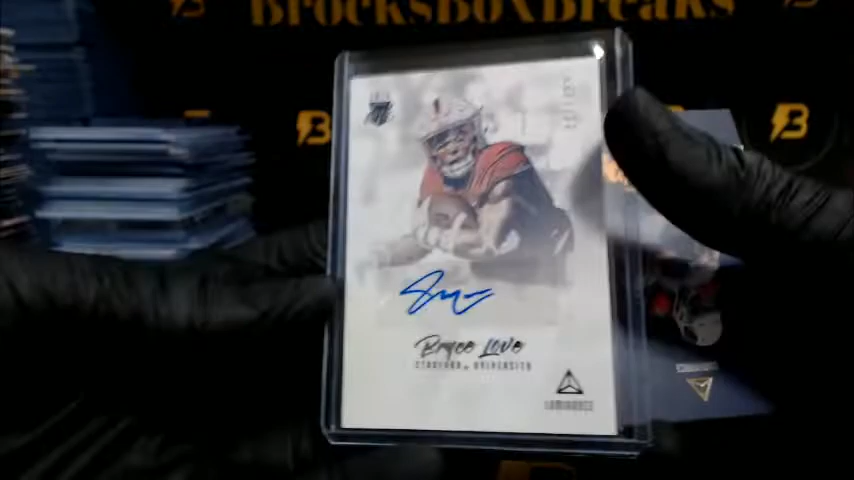 BrocksBoxBreaks
B
B
Bryce Love
STANFORD UNIVERSITY
LUMINANCE